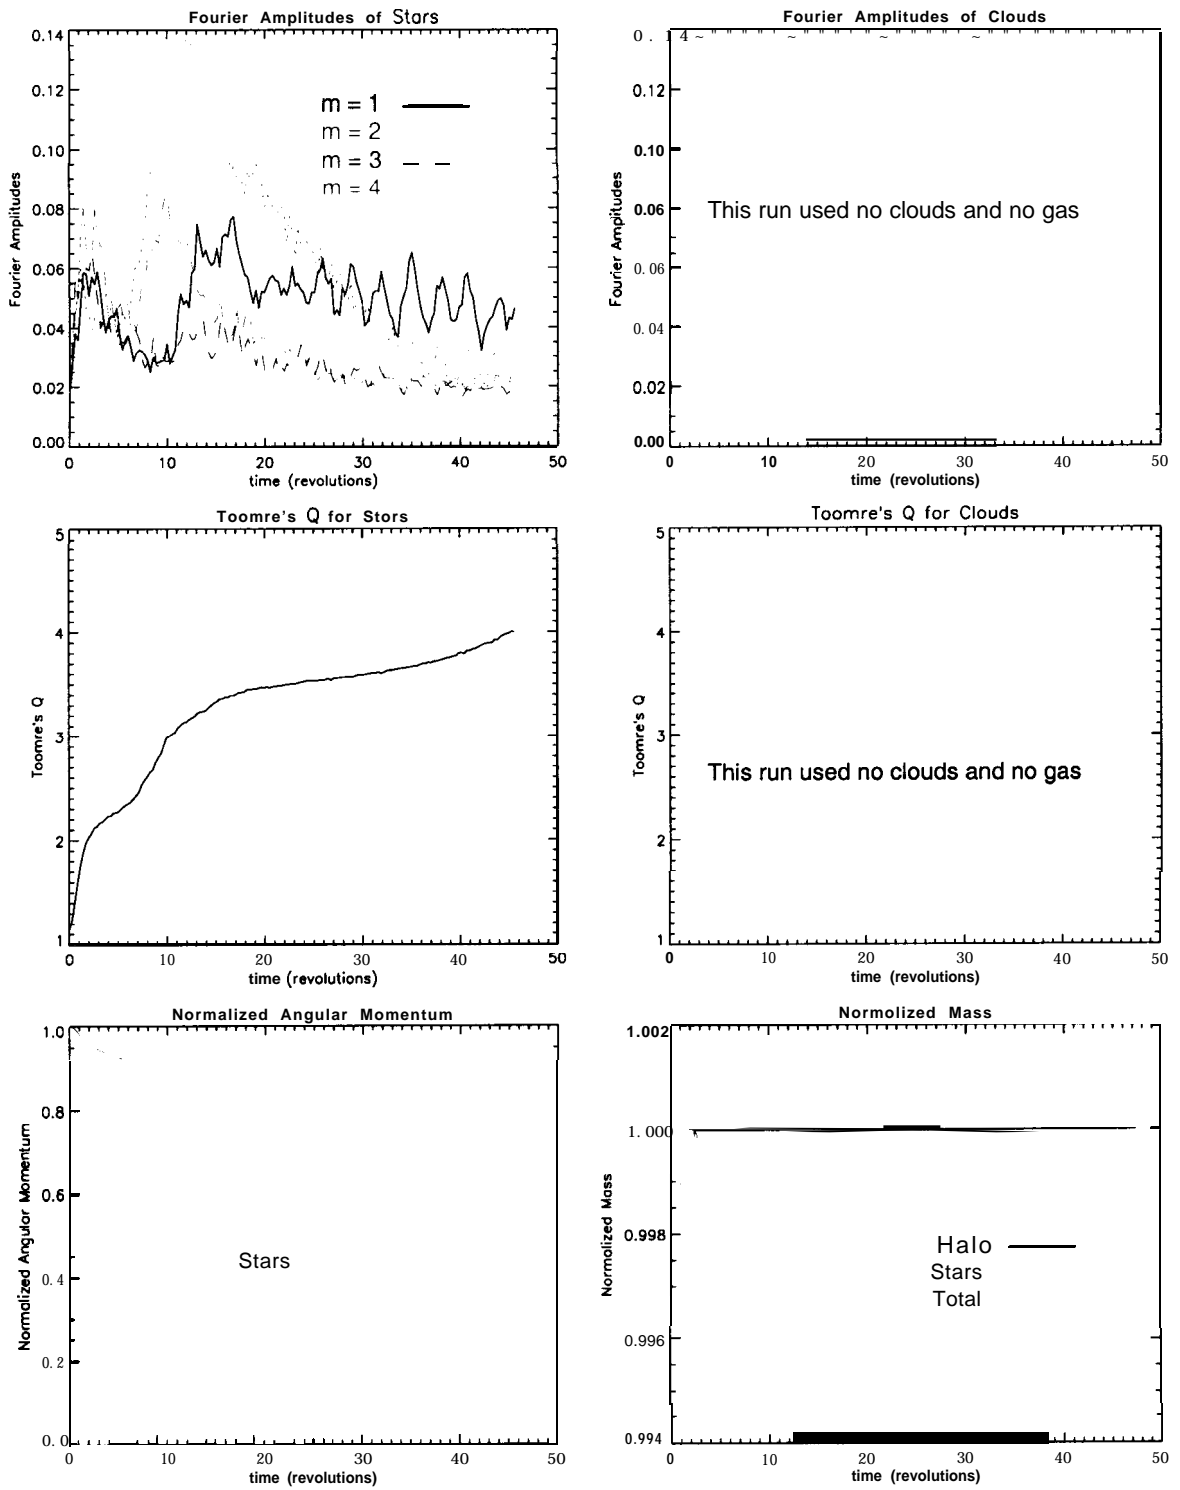 Fourier Amplitudes of Stars
0.14
0.12
0.10
0.08
0.06
0.04
0.02
0.00
Fourier Amplitudes
m = 1
m = 2
m = 3
m = 4
0 10 20 30 40 50
time (revolutions)
Fourier Amplitudes of Clouds
0.14
0.12
0.10
0.06
0.06
0.04
0.02
0.00
Fourier Amplitudes
This run used no clouds and no gas
0 10 20 30 40 50
time (revolutions)
Toomre's Q for Stors
5
4
3
2
1
Toomre's Q
0 10 20 30 40 50
time (revolutions)
Toomre's Q for Clouds
5
4
3
2
1
Toomre's Q
This run used no clouds and no gas
0 10 20 30 40 50
time (revolutions)
Normalized Angular Momentum
1.0
0.8
0.6
0.4
0.2
0.0
Normalized Angular Momentum
Stars
0 10 20 30 40 50
time (revolutions)
Normolized Mass
1.002
1.000
0.998
0.996
0.994
Normolized Mass
Halo
Stars
Total
0 10 20 30 40 50
time (revolutions)